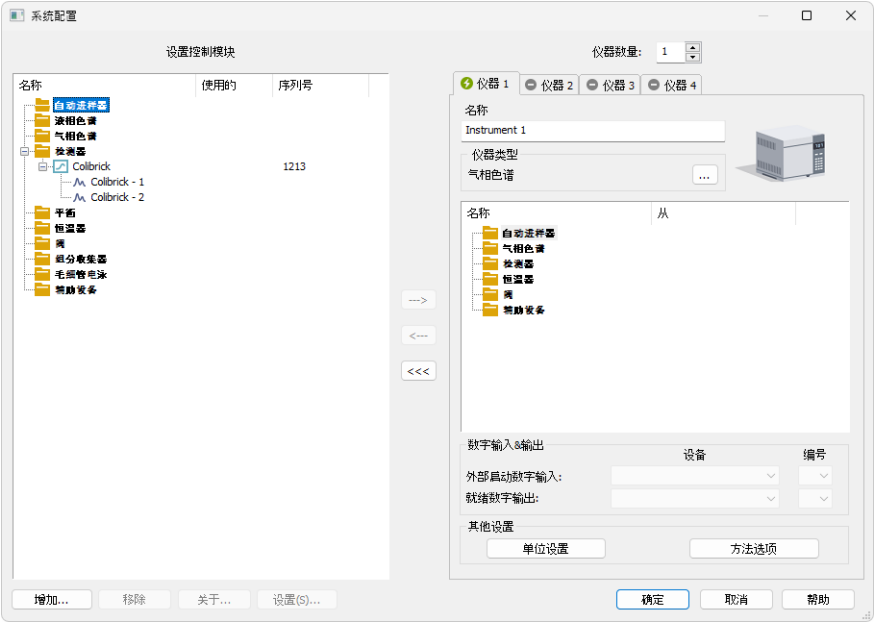 系统配置
设置控制模块
名称 使用的 序列号
自动进样器
液相色谱
气相色谱
检测器
Colibrick 1213
Colibrick - 1
Colibrick - 2
平衡
恒温器
阀
组分收集器
毛细管电泳
辅助设备
--->
<---
<<<
增加... 移除 关于... 设置(S)...
仪器数量: 1
仪器 1 仪器 2 仪器 3 仪器 4
名称
Instrument 1
仪器类型
气相色谱 ...
名称 从
自动进样器
气相色谱
检测器
恒温器
阀
辅助设备
数字输入&输出
设备 编号
外部启动数字输入:
就绪数字输出:
其他设置
单位设置 方法选项
确定 取消 帮助